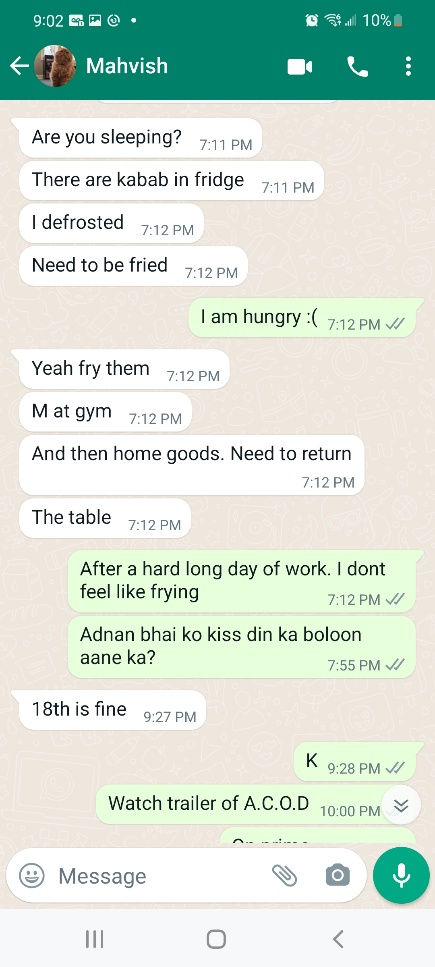 9:02
10%
Mahvish
Are you sleeping? 7:11 PM
There are kabab in fridge 7:11 PM
I defrosted 7:12 PM
Need to be fried 7:12 PM
I am hungry :( 7:12 PM
Yeah fry them 7:12 PM
M at gym 7:12 PM
And then home goods. Need to return
7:12 PM
The table 7:12 PM
After a hard long day of work. I dont
feel like frying 7:12 PM
Adnan bhai ko kiss din ka boloon
aane ka? 7:55 PM
18th is fine 9:27 PM
K 9:28 PM
Watch trailer of A.C.O.D 10:00 PM
Message